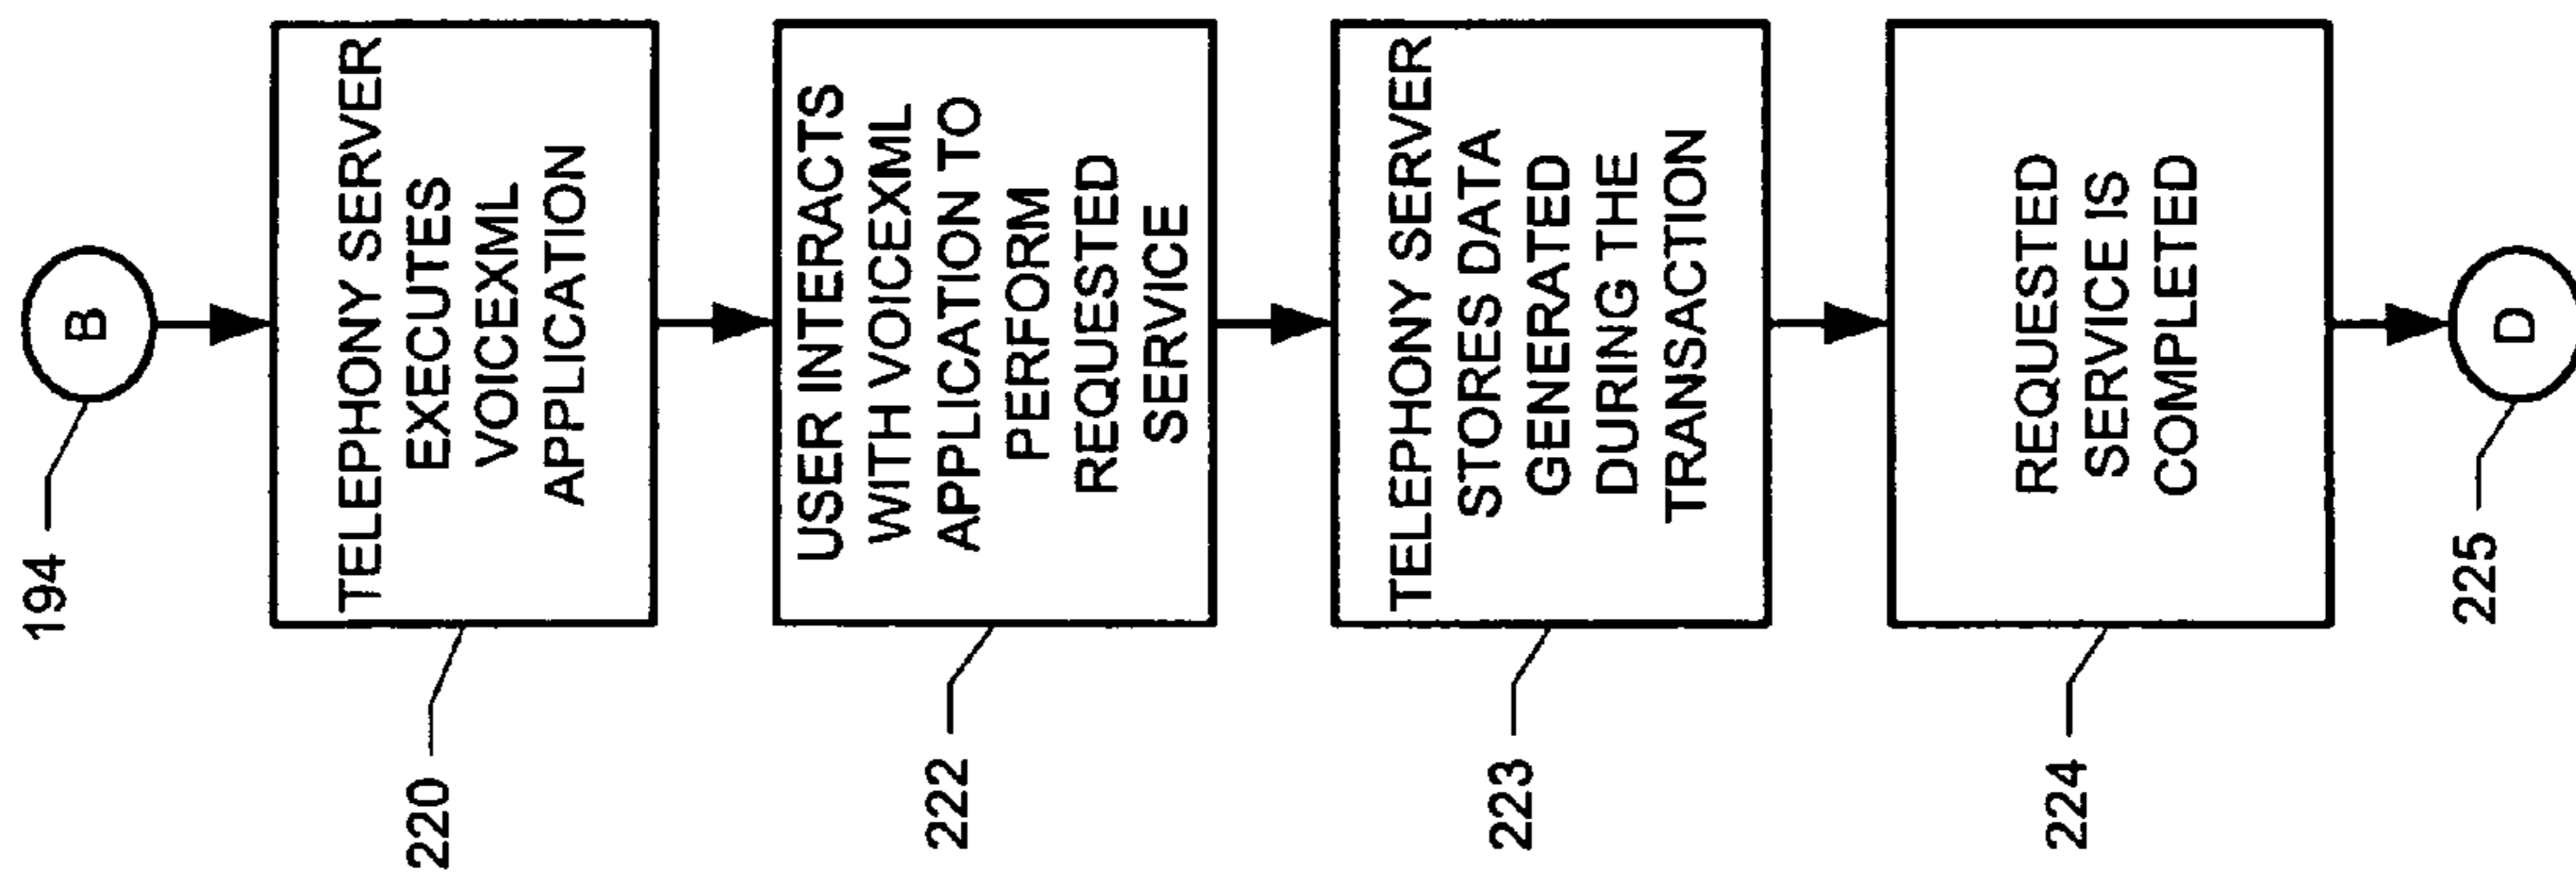 194
B
220
TELEPHONY SERVER
EXECUTES
VOICEXML
APPLICATION
222
USER INTERACTS
WITH VOICEXML
APPLICATION TO
PERFORM
REQUESTED
SERVICE
223
TELEPHONY SERVER
STORES DATA
GENERATED
DURING THE
TRANSACTION
224
REQUESTED
SERVICE IS
COMPLETED
225
D